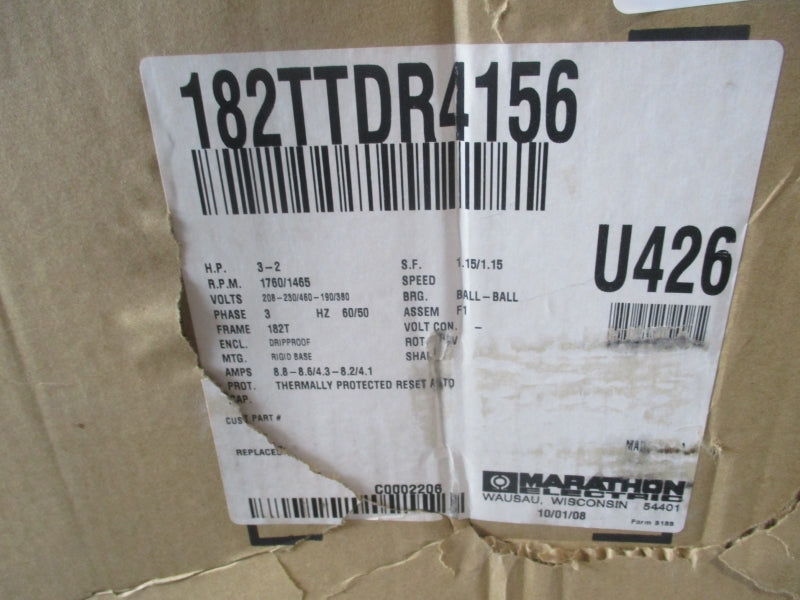 182TTDR4156
U426
H.P. 3-2 S.F. 1.15/1.15
R.P.M. 1760/1465 SPEED
VOLTS 208-230/460-190/380 BRG. BALL-BALL
PHASE 3 HZ 60/50 ASSEM F1
FRAME 182T VOLT CON. -
ENCL. DRIPPROOF ROT
MTG. RIGID BASE
AMPS 8.8-8.6/4.3-8.2/4.1
PROT. THERMALLY PROTECTED RESET AUTO
CAP.
CUST PART #
C0002206
MARATHON
ELECTRIC
WAUSAU, WISCONSIN 54401
10/01/08
Form 5188